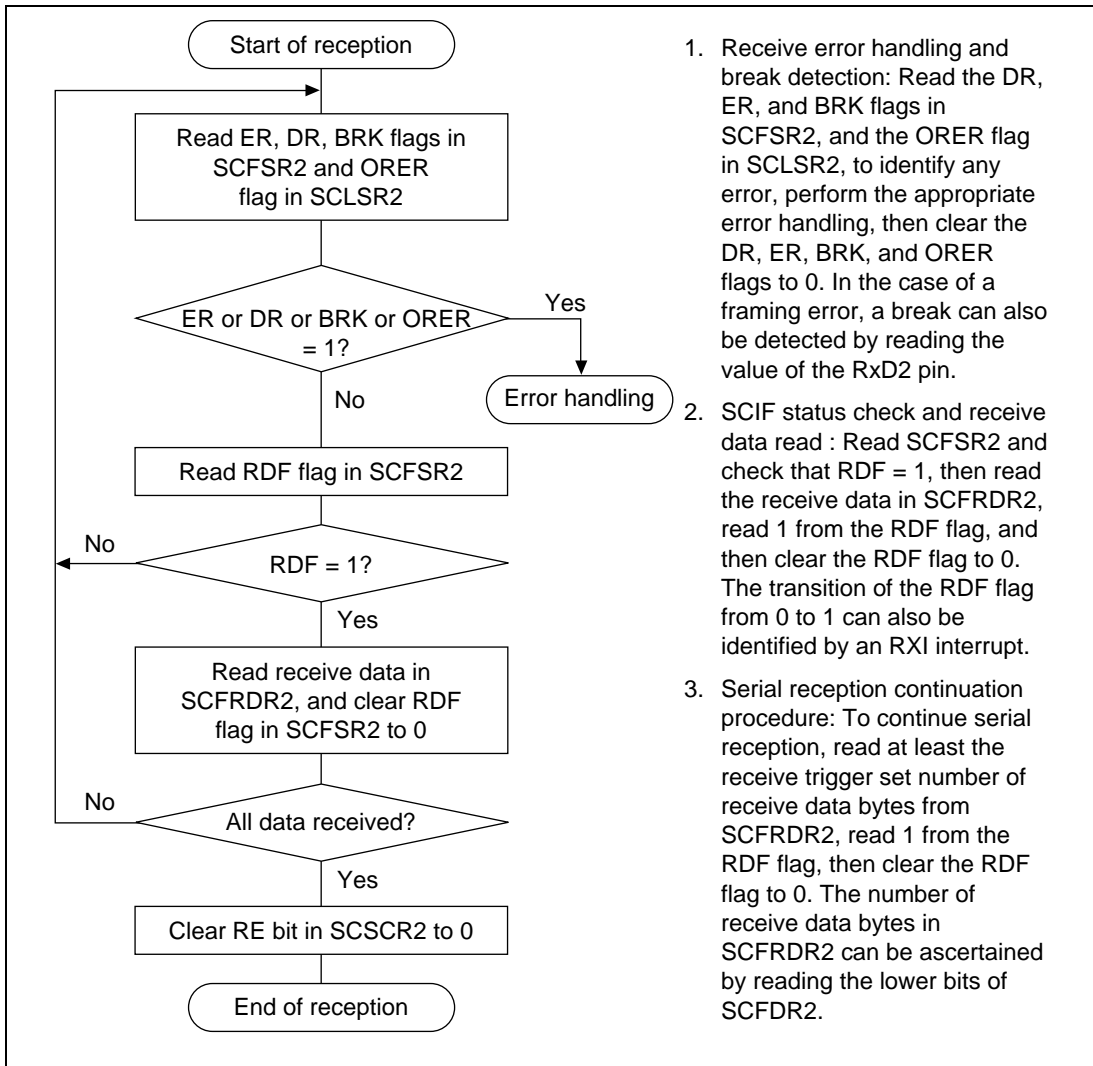 Start of reception
Read ER, DR, BRK flags in
SCFSR2 and ORER
flag in SCLSR2
ER or DR or BRK or ORER
= 1?
Yes
Error handling
No
Read RDF flag in SCFSR2
RDF = 1?
No
Yes
Read receive data in
SCFRDR2, and clear RDF
flag in SCFSR2 to 0
All data received?
No
Yes
Clear RE bit in SCSCR2 to 0
End of reception
1. Receive error handling and
break detection: Read the DR,
ER, and BRK flags in
SCFSR2, and the ORER flag
in SCLSR2, to identify any
error, perform the appropriate
error handling, then clear the
DR, ER, BRK, and ORER
flags to 0. In the case of a
framing error, a break can also
be detected by reading the
value of the RxD2 pin.
2. SCIF status check and receive
data read : Read SCFSR2 and
check that RDF = 1, then read
the receive data in SCFRDR2,
read 1 from the RDF flag, and
then clear the RDF flag to 0.
The transition of the RDF flag
from 0 to 1 can also be
identified by an RXI interrupt.
3. Serial reception continuation
procedure: To continue serial
reception, read at least the
receive trigger set number of
receive data bytes from
SCFRDR2, read 1 from the
RDF flag, then clear the RDF
flag to 0. The number of
receive data bytes in
SCFRDR2 can be ascertained
by reading the lower bits of
SCFDR2.